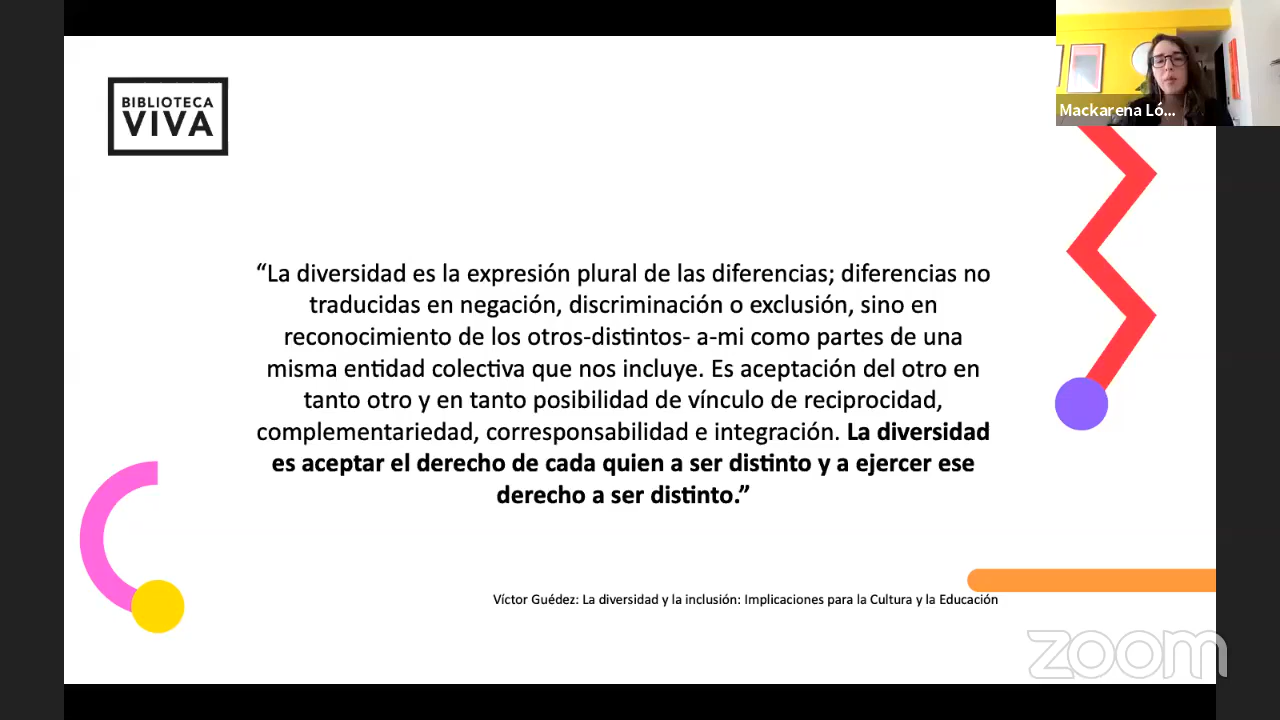 BIBLIOTECA
VIVA
Mackarena Ló...
“La diversidad es la expresión plural de las diferencias; diferencias no
traducidas en negación, discriminación o exclusión, sino en
reconocimiento de los otros-distintos- a-mi como partes de una
misma entidad colectiva que nos incluye. Es aceptación del otro en
tanto otro y en tanto posibilidad de vínculo de reciprocidad,
complementariedad, corresponsabilidad e integración. La diversidad
es aceptar el derecho de cada quien a ser distinto y a ejercer ese
derecho a ser distinto.”
Víctor Guédez: La diversidad y la inclusión: Implicaciones para la Cultura y la Educación
zoom